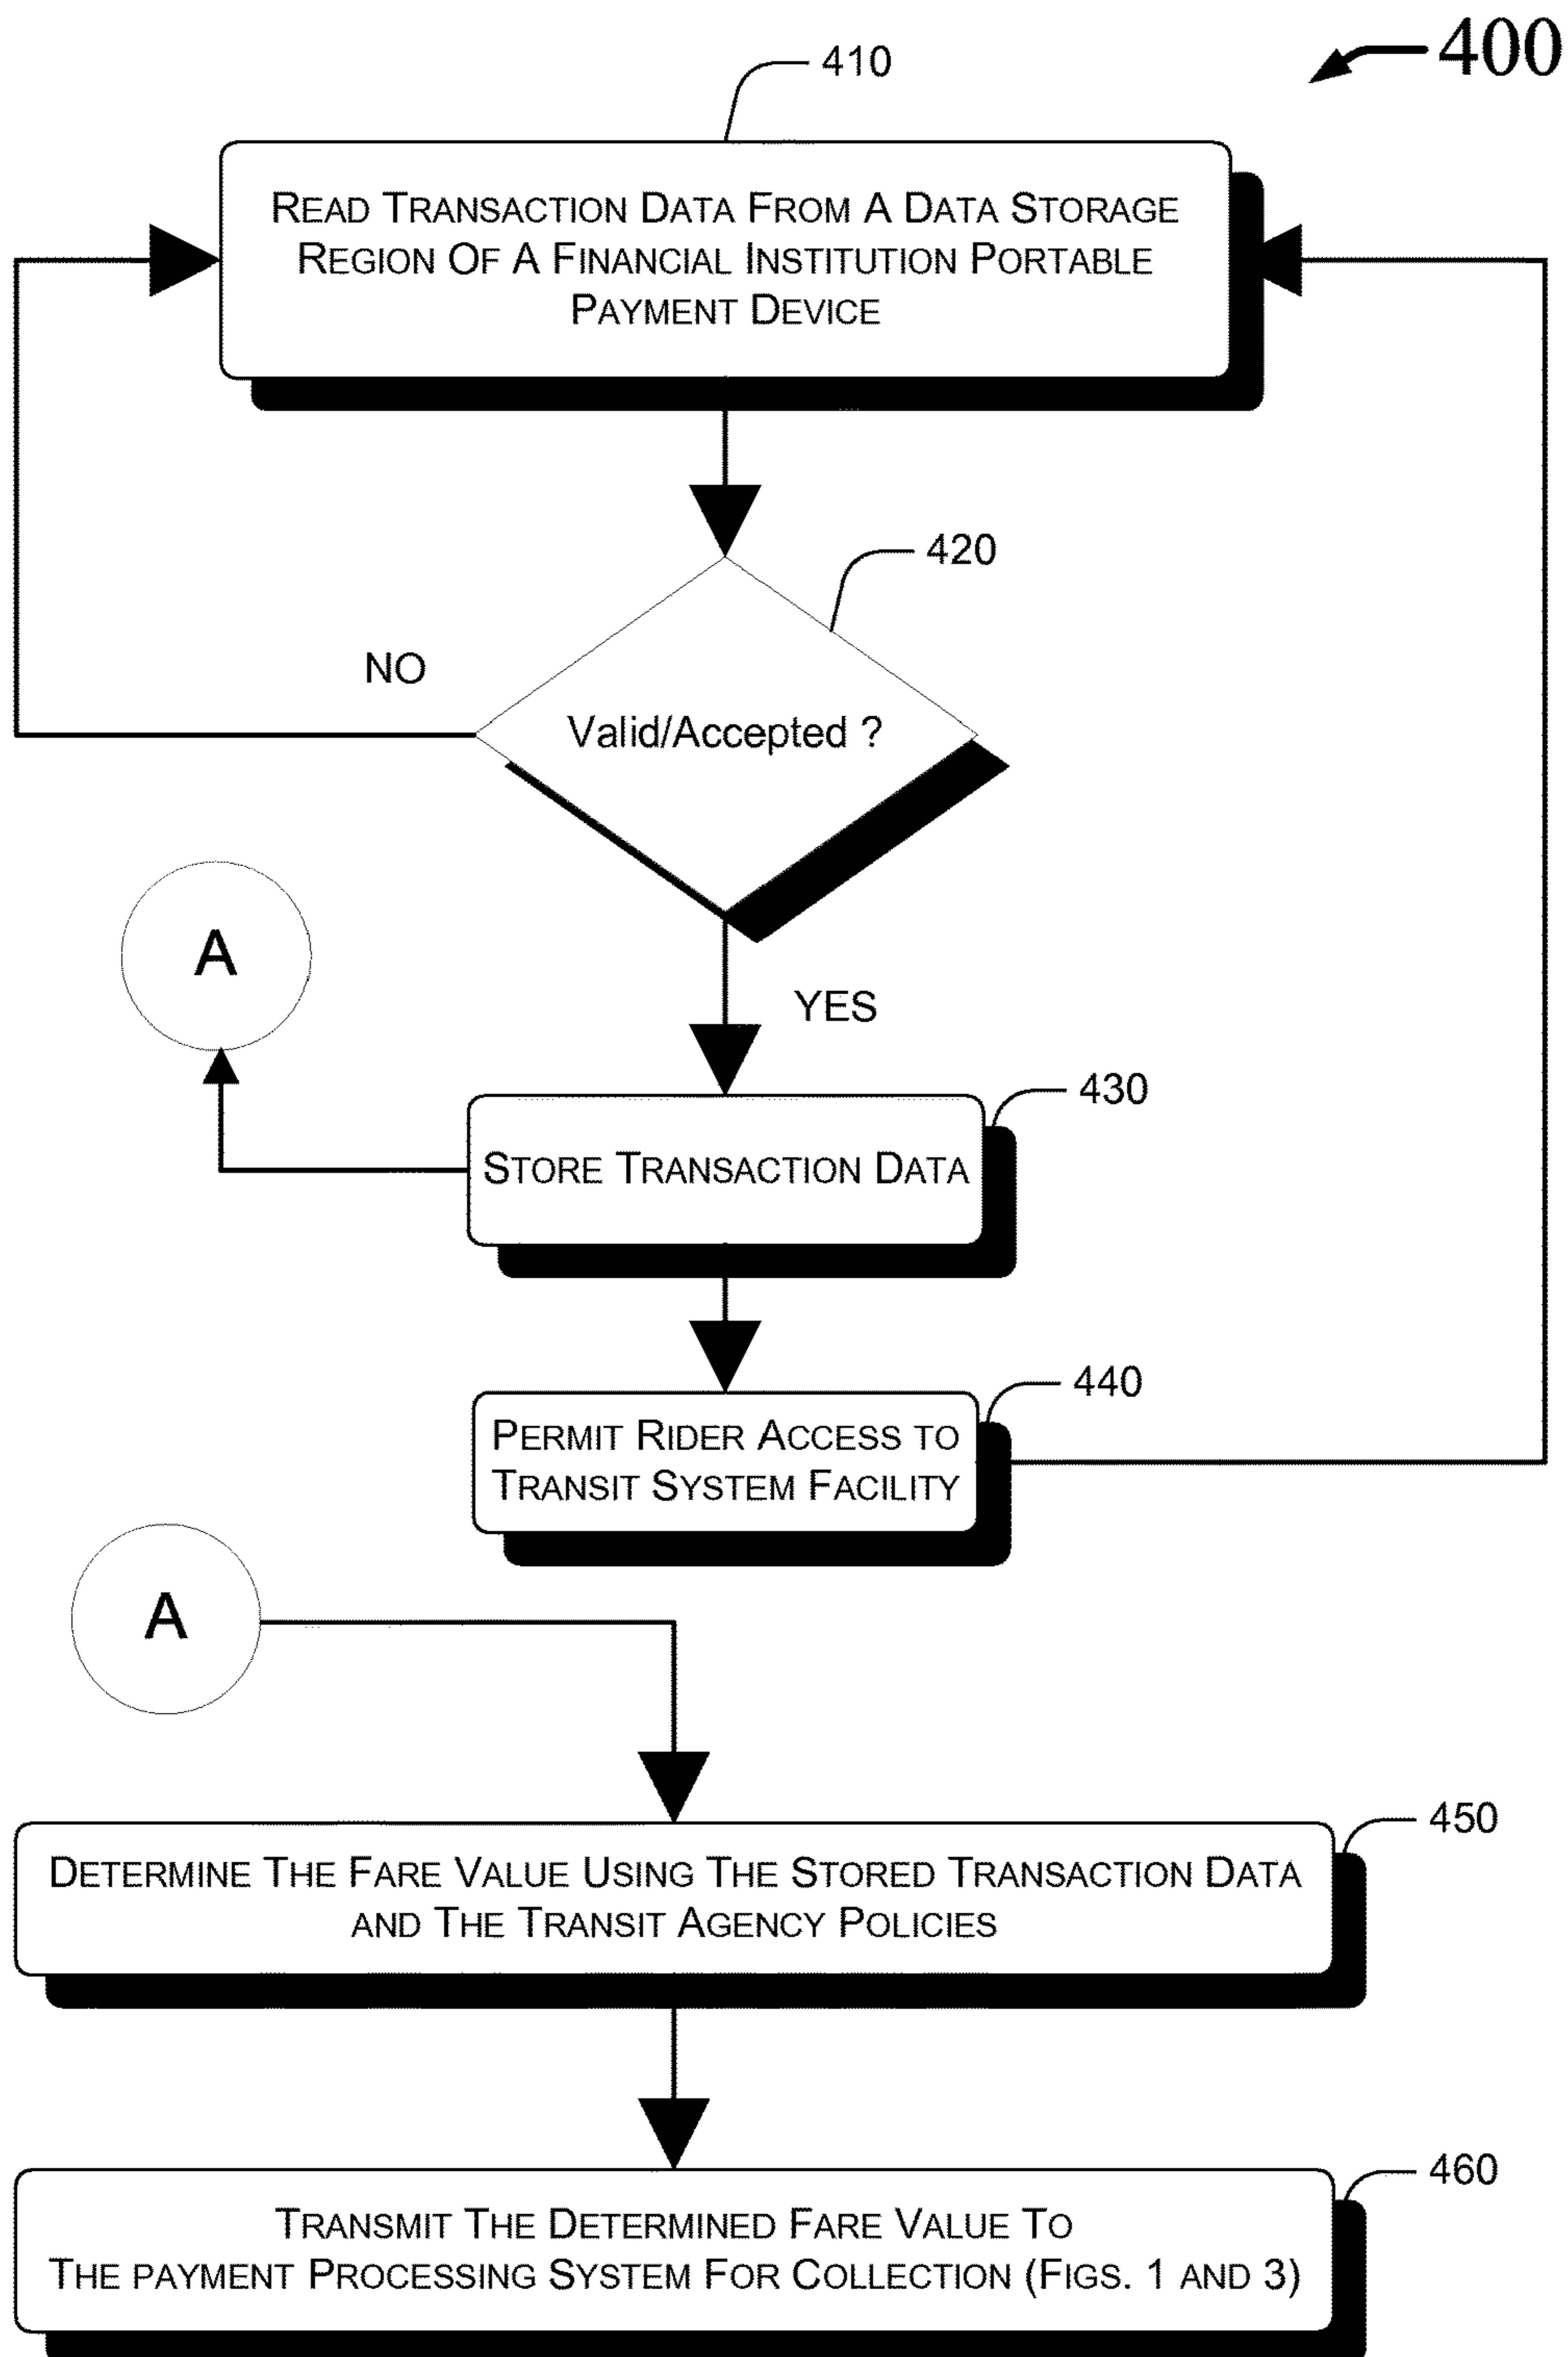 400
410
READ TRANSACTION DATA FROM A DATA STORAGE
REGION OF A FINANCIAL INSTITUTION PORTABLE
PAYMENT DEVICE
420
NO
Valid/Accepted ?
A
YES
430
STORE TRANSACTION DATA
440
PERMIT RIDER ACCESS TO
TRANSIT SYSTEM FACILITY
A
450
DETERMINE THE FARE VALUE USING THE STORED TRANSACTION DATA
AND THE TRANSIT AGENCY POLICIES
460
TRANSMIT THE DETERMINED FARE VALUE TO
THE PAYMENT PROCESSING SYSTEM FOR COLLECTION (FIGS. 1 AND 3)